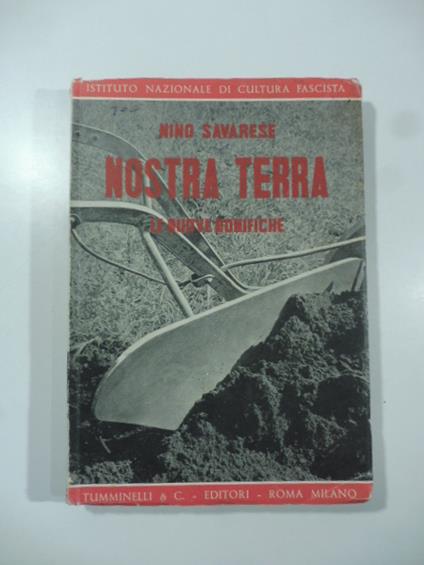 ISTITUTO NAZIONALE DI CULTURA FASCISTA
NINO SAVARESE
NOSTRA TERRA
LE NUOVE BONIFICHE
TUMMINELLI & C. - EDITORI - ROMA MILANO